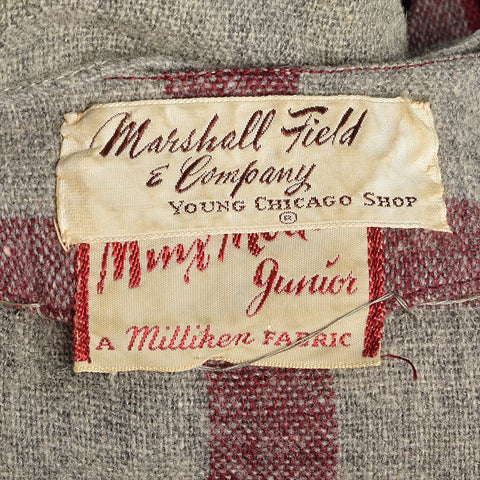 Marshall Field
& Company
YOUNG CHICAGO SHOP
®
Junior
A Milliken FABRIC